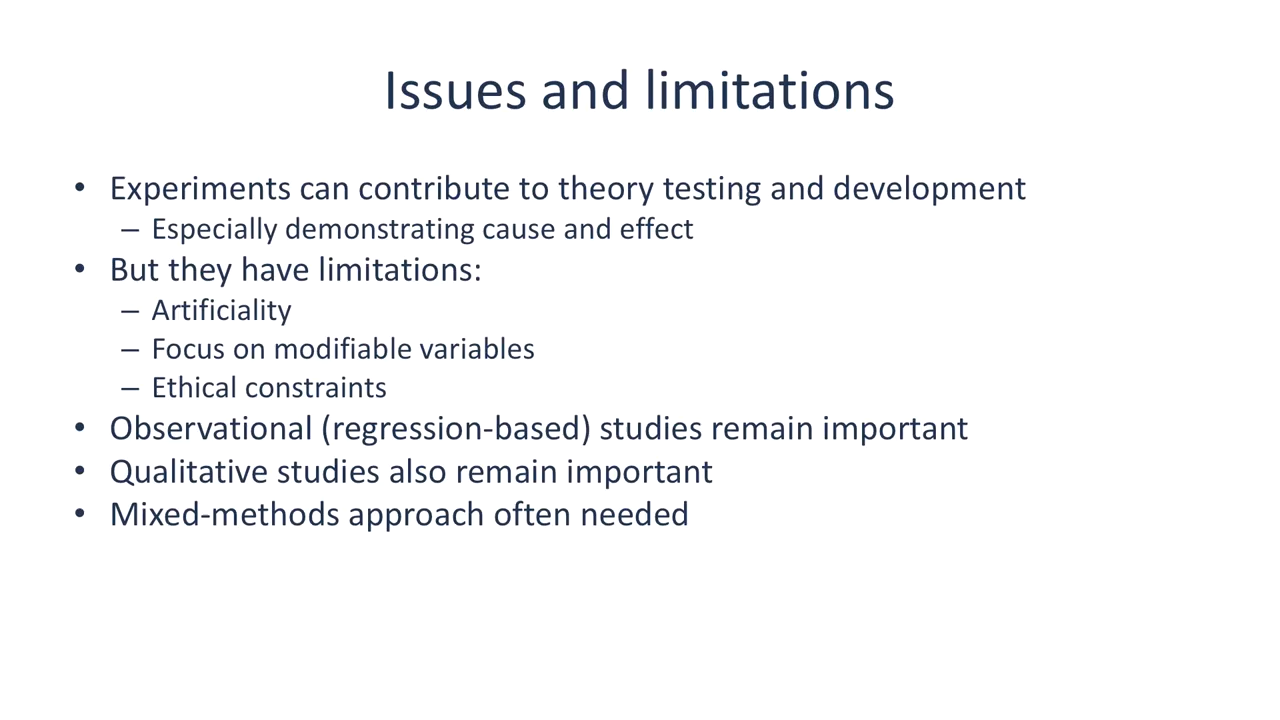 Issues and limitations
• Experiments can contribute to theory testing and development
– Especially demonstrating cause and effect
• But they have limitations:
– Artificiality
– Focus on modifiable variables
– Ethical constraints
• Observational (regression-based) studies remain important
• Qualitative studies also remain important
• Mixed-methods approach often needed